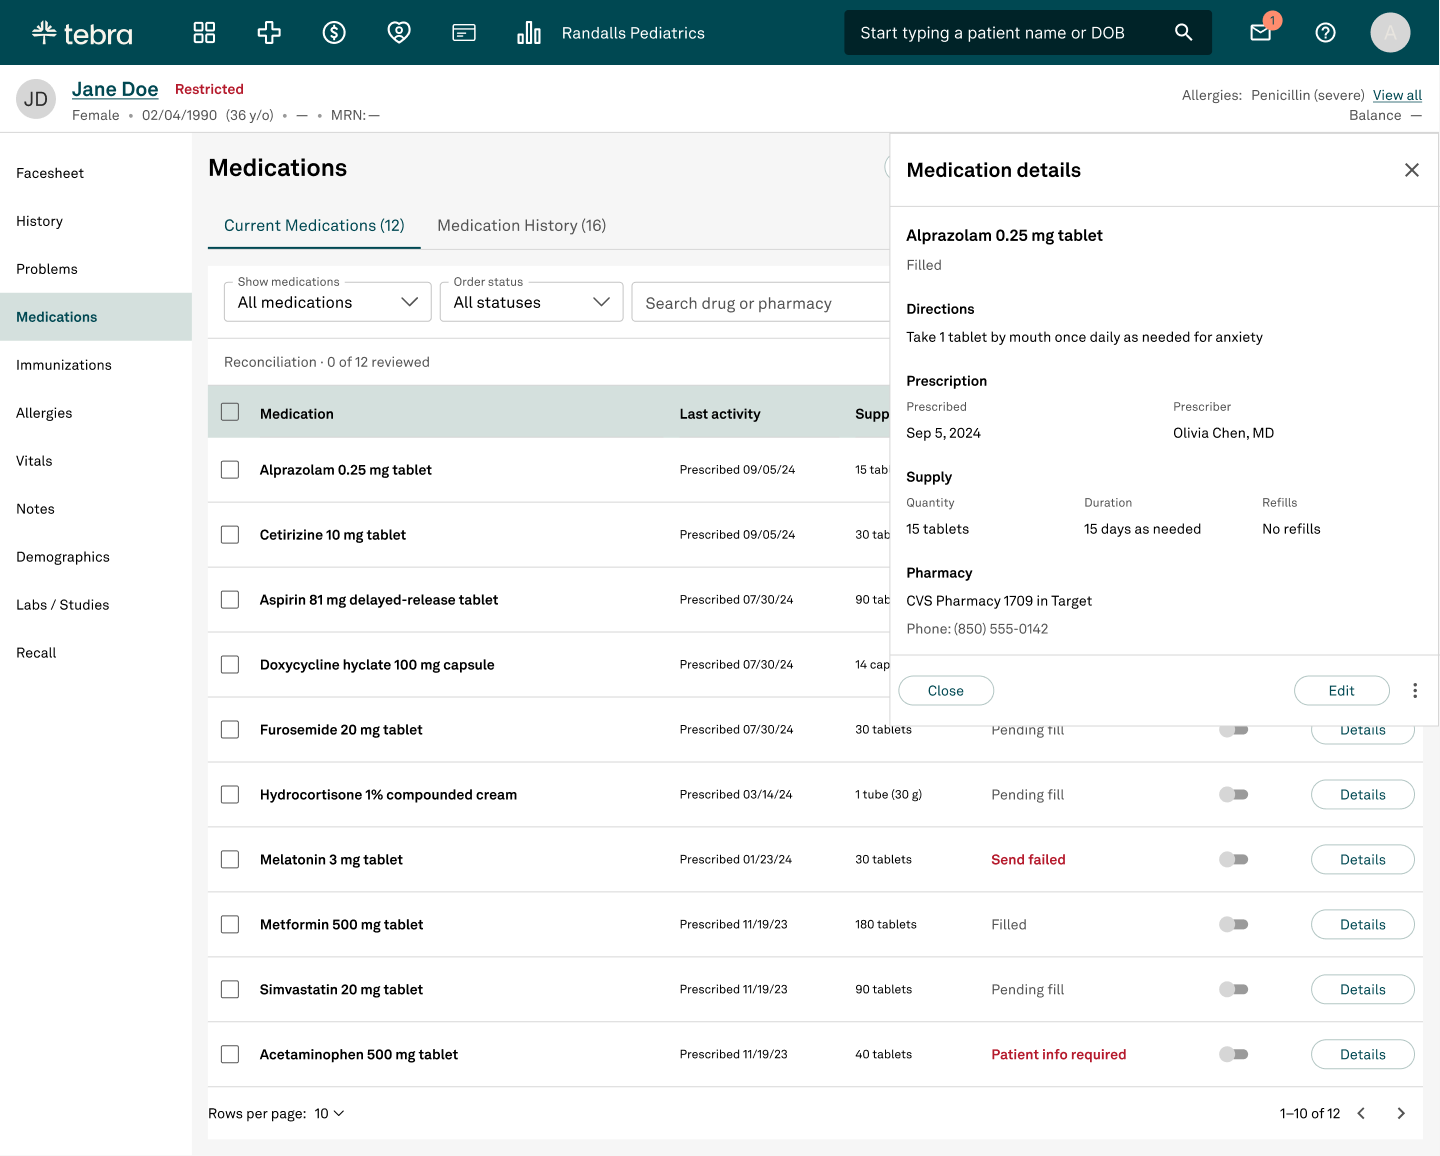 tebra
Randalls Pediatrics
Start typing a patient name or DOB
1
A
JD
Jane Doe
Restricted
Female • 02/04/1990 (36 y/o) • — • MRN: —
Allergies: Penicillin (severe) View all
Balance —
Facesheet
History
Problems
Medications
Immunizations
Allergies
Vitals
Notes
Demographics
Labs / Studies
Recall
Medications
Current Medications (12)
Medication History (16)
Show medications
All medications
Order status
All statuses
Search drug or pharmacy
Reconciliation · 0 of 12 reviewed
Medication Last activity Supp
Alprazolam 0.25 mg tablet Prescribed 09/05/24 15 tab
Cetirizine 10 mg tablet Prescribed 09/05/24 30 tab
Aspirin 81 mg delayed-release tablet Prescribed 07/30/24 90 tab
Doxycycline hyclate 100 mg capsule Prescribed 07/30/24 14 cap
Furosemide 20 mg tablet Prescribed 07/30/24 30 tablets Pending fill Details
Hydrocortisone 1% compounded cream Prescribed 03/14/24 1 tube (30 g) Pending fill Details
Melatonin 3 mg tablet Prescribed 01/23/24 30 tablets Send failed Details
Metformin 500 mg tablet Prescribed 11/19/23 180 tablets Filled Details
Simvastatin 20 mg tablet Prescribed 11/19/23 90 tablets Pending fill Details
Acetaminophen 500 mg tablet Prescribed 11/19/23 40 tablets Patient info required Details
Rows per page: 10
1–10 of 12
Medication details
Alprazolam 0.25 mg tablet
Filled
Directions
Take 1 tablet by mouth once daily as needed for anxiety
Prescription
Prescribed Prescriber
Sep 5, 2024 Olivia Chen, MD
Supply
Quantity Duration Refills
15 tablets 15 days as needed No refills
Pharmacy
CVS Pharmacy 1709 in Target
Phone: (850) 555-0142
Close Edit